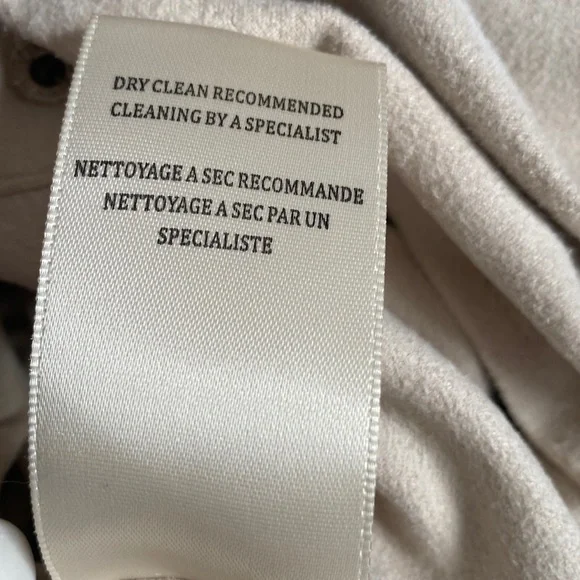 DRY CLEAN RECOMMENDED
CLEANING BY A SPECIALIST
NETTOYAGE A SEC RECOMMANDE
NETTOYAGE A SEC PAR UN
SPECIALISTE